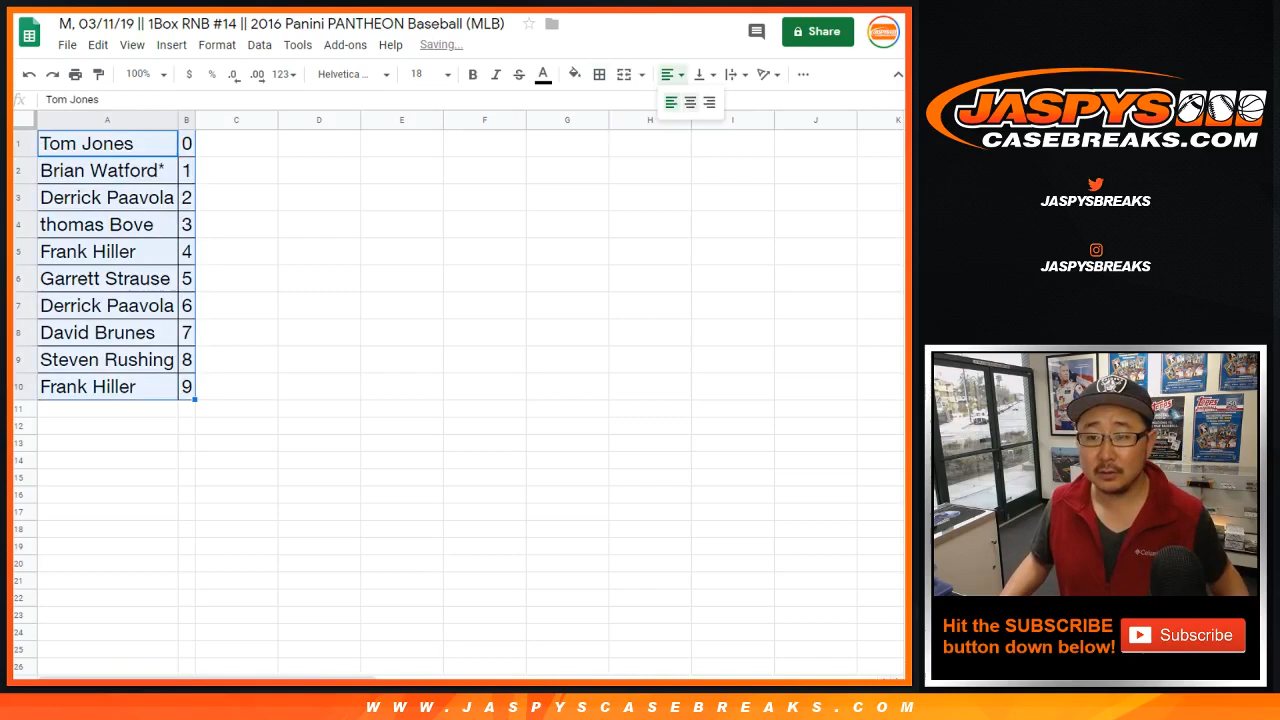 M, 03/11/19 || 1Box RNB #14 || 2016 Panini PANTHEON Baseball (MLB)
File Edit View Insert Format Data Tools Add-ons Help Saving...
Share
100% $ % .0 .00 123 Helvetica ... 18 B I S A
fx Tom Jones
A B C D E F G H I J K
1 Tom Jones 0
2 Brian Watford* 1
3 Derrick Paavola 2
4 thomas Bove 3
5 Frank Hiller 4
6 Garrett Strause 5
7 Derrick Paavola 6
8 David Brunes 7
9 Steven Rushing 8
10 Frank Hiller 9
11
12
13
14
15
16
17
18
19
20
21
22
23
24
25
26
JASPYS
CASEBREAKS.COM
JASPYSBREAKS
JASPYSBREAKS
Topps
Columbia
Hit the SUBSCRIBE
button down below!
Subscribe
WWW.JASPYSCASEBREAKS.COM